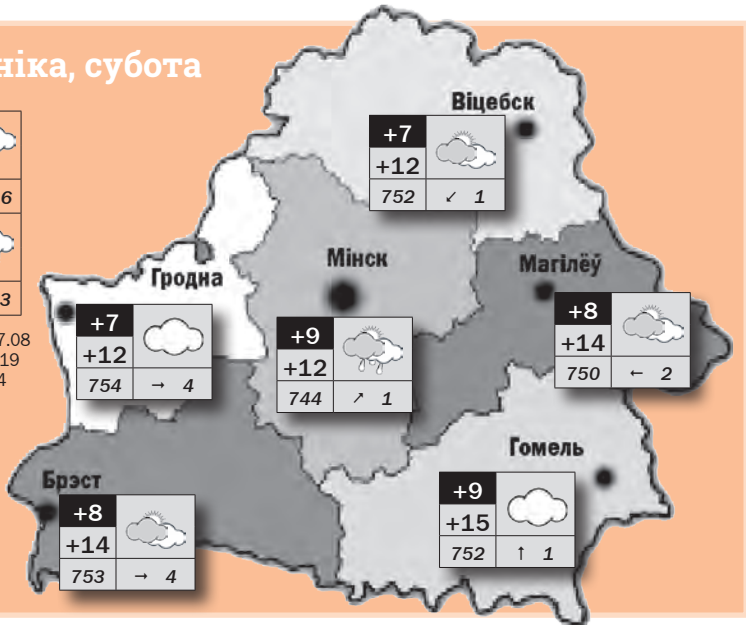 ніка, субота
6
3
7.08
19
4
Віцебск
+7
+12
752 ↙ 1
Мінск
+9
+12
744 ↗ 1
Магілёў
+8
+14
750 ← 2
Гродна
+7
+12
754 → 4
Гомель
+9
+15
752 ↑ 1
Брэст
+8
+14
753 → 4